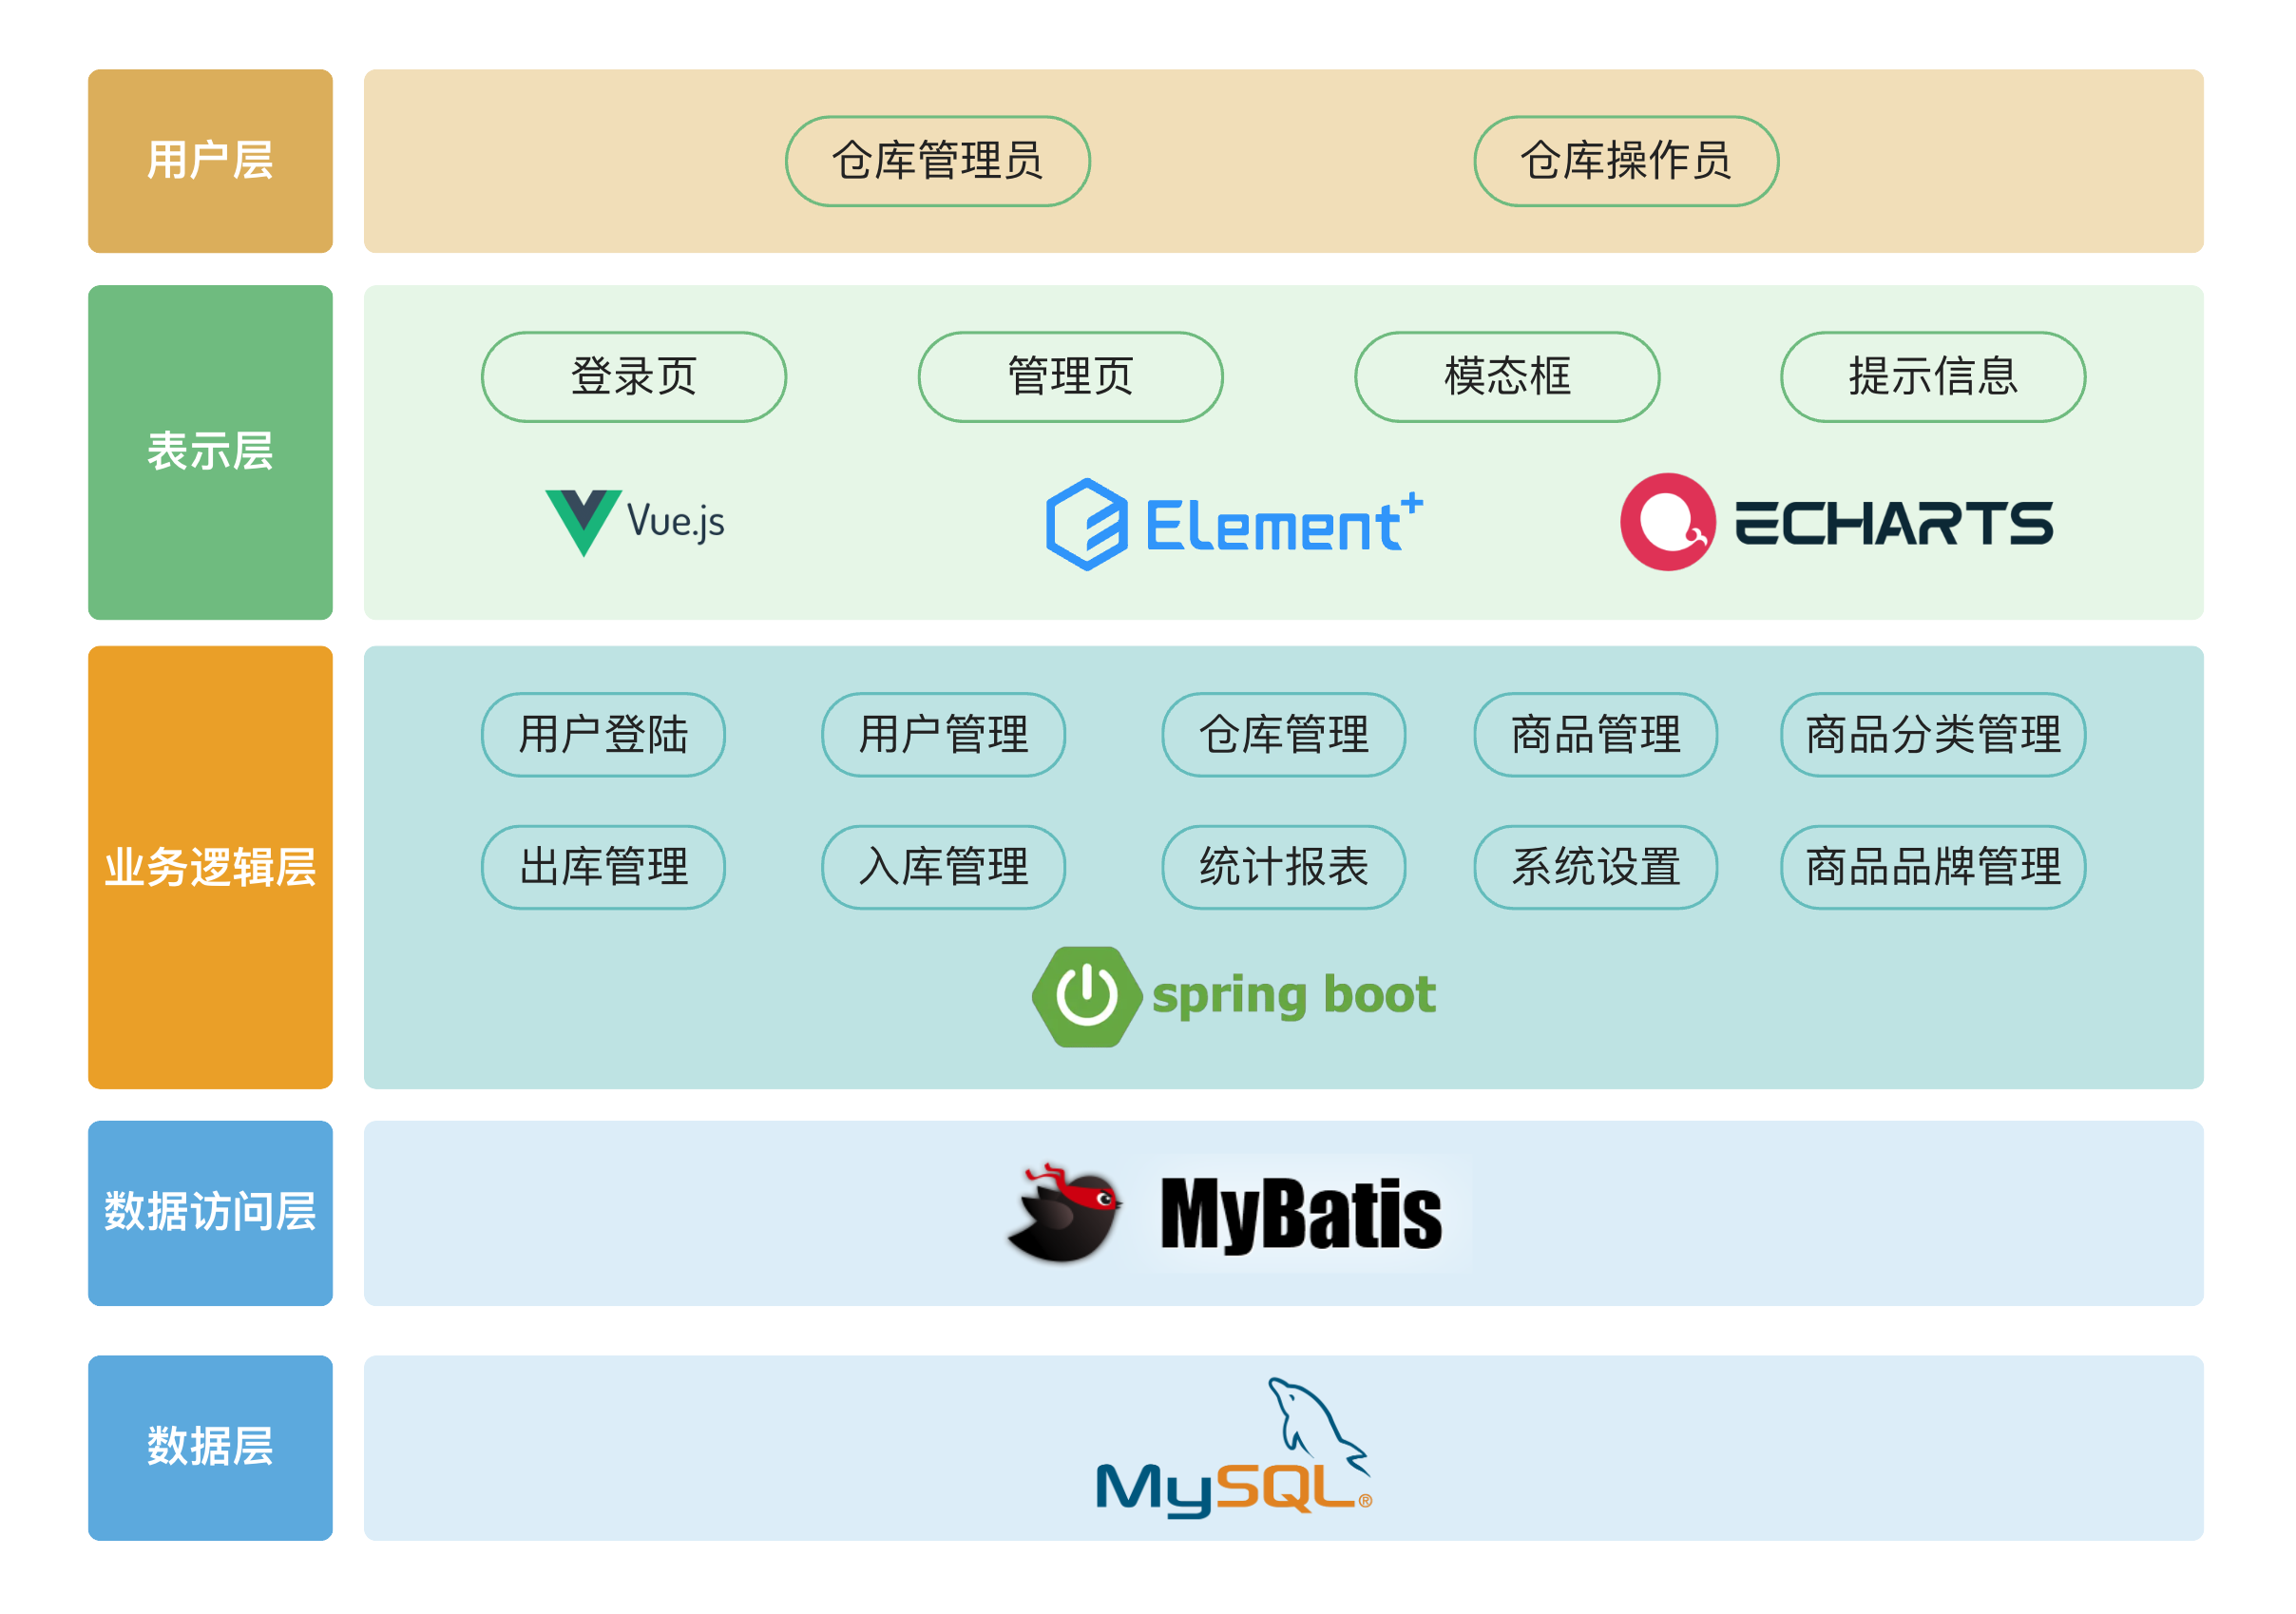 用户层
仓库管理员
仓库操作员
表示层
登录页
管理页
模态框
提示信息
Vue.js
Element+
ECHARTS
业务逻辑层
用户登陆
用户管理
仓库管理
商品管理
商品分类管理
出库管理
入库管理
统计报表
系统设置
商品品牌管理
spring boot
数据访问层
MyBatis
数据层
MySQL®